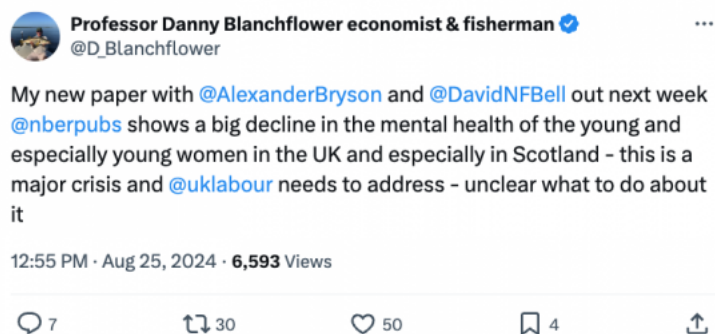 Professor Danny Blanchflower economist & fisherman
@D_Blanchflower
My new paper with @AlexanderBryson and @DavidNFBell out next week
@nberpubs shows a big decline in the mental health of the young and
especially young women in the UK and especially in Scotland - this is a
major crisis and @uklabour needs to address - unclear what to do about
it
12:55 PM · Aug 25, 2024 · 6,593 Views
7 30 50 4